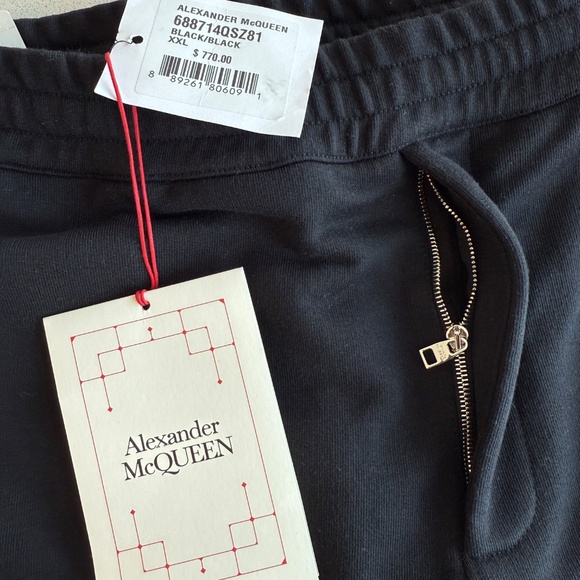 ALEXANDER McQUEEN
688714QSZ81
BLACK/BLACK
XXL
$ 770.00
8 89261 80609 1
Alexander
McQUEEN